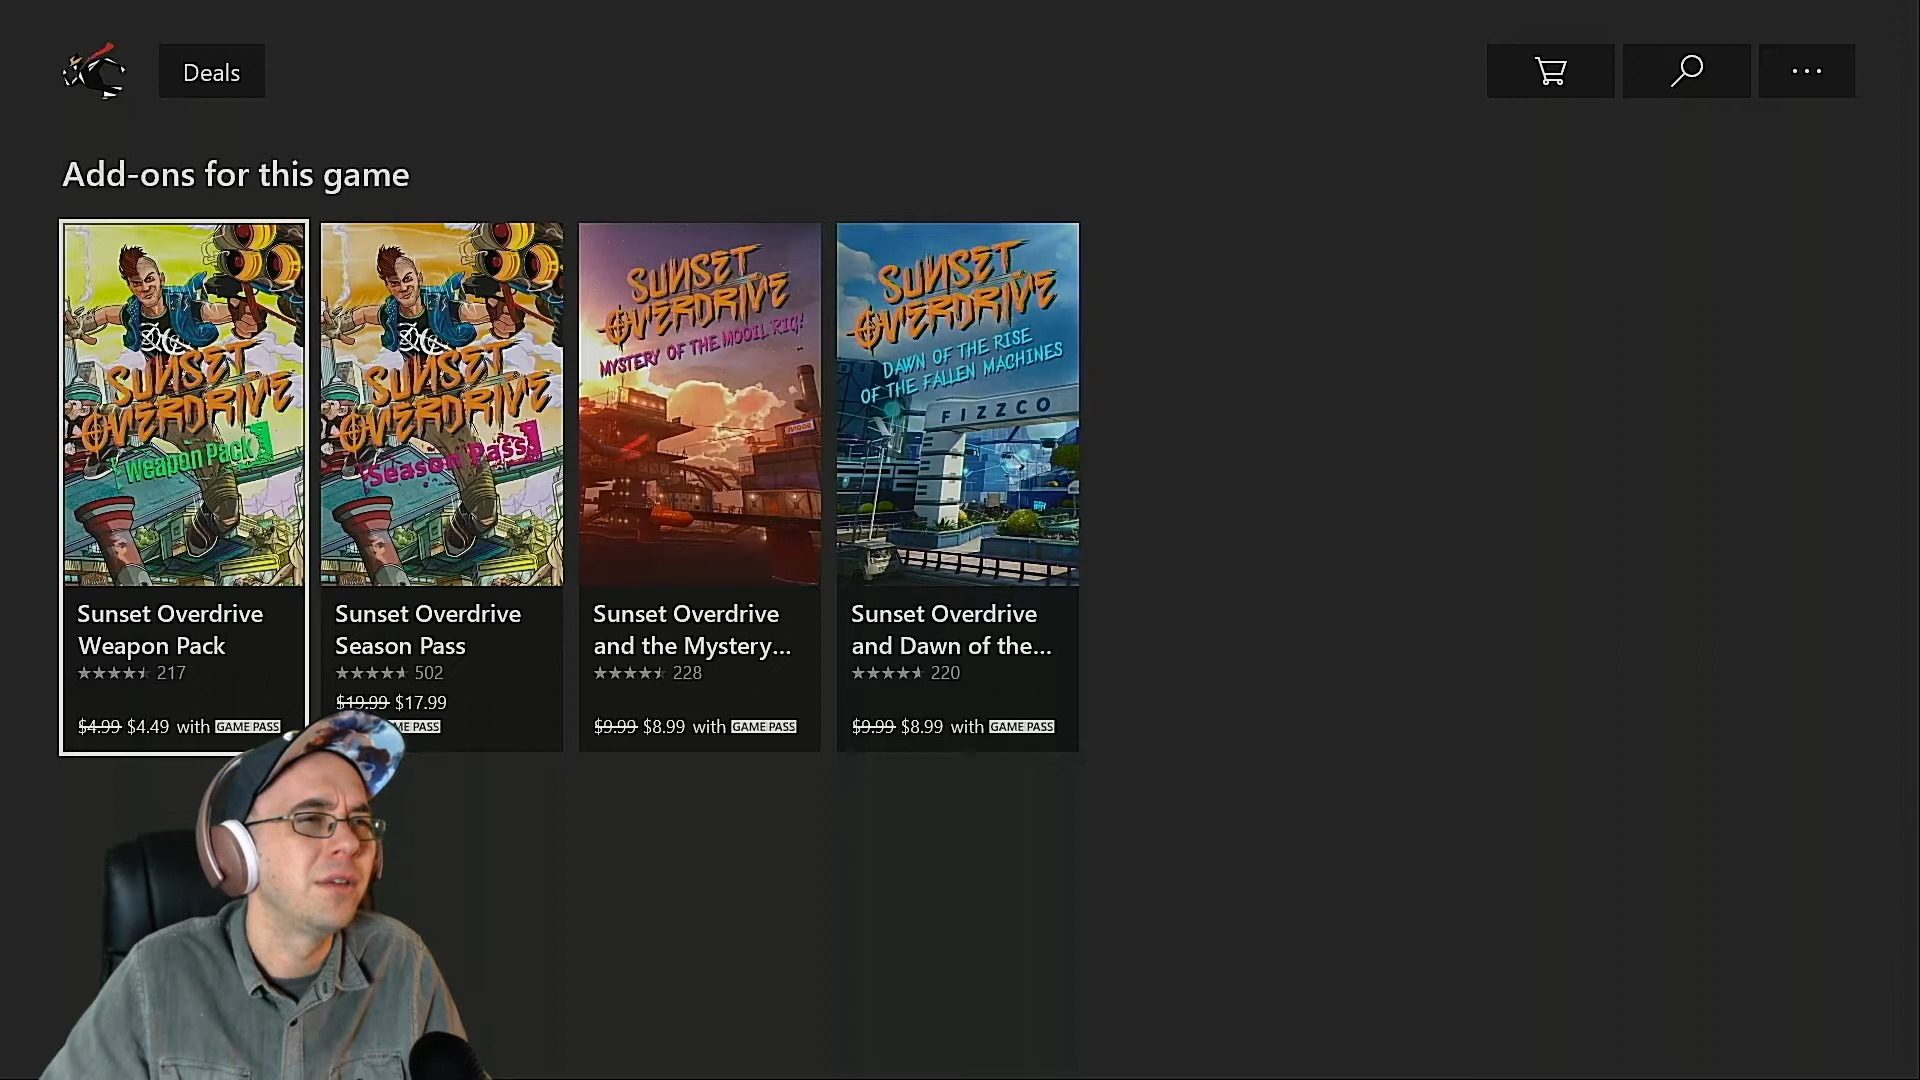 Deals
Add-ons for this game
SUNSET
OVERDRIVE
Weapon Pack
SUNSET
OVERDRIVE
Season Pass
SUNSET
OVERDRIVE
MYSTERY OF THE MOOIL RIG!
SUNSET
OVERDRIVE
DAWN OF THE RISE
OF THE FALLEN MACHINES
FIZZCO
Sunset Overdrive
Weapon Pack
217
$4.99 $4.49 with GAME PASS
Sunset Overdrive
Season Pass
502
$19.99 $17.99
ME PASS
Sunset Overdrive
and the Mystery...
228
$9.99 $8.99 with GAME PASS
Sunset Overdrive
and Dawn of the...
220
$9.99 $8.99 with GAME PASS